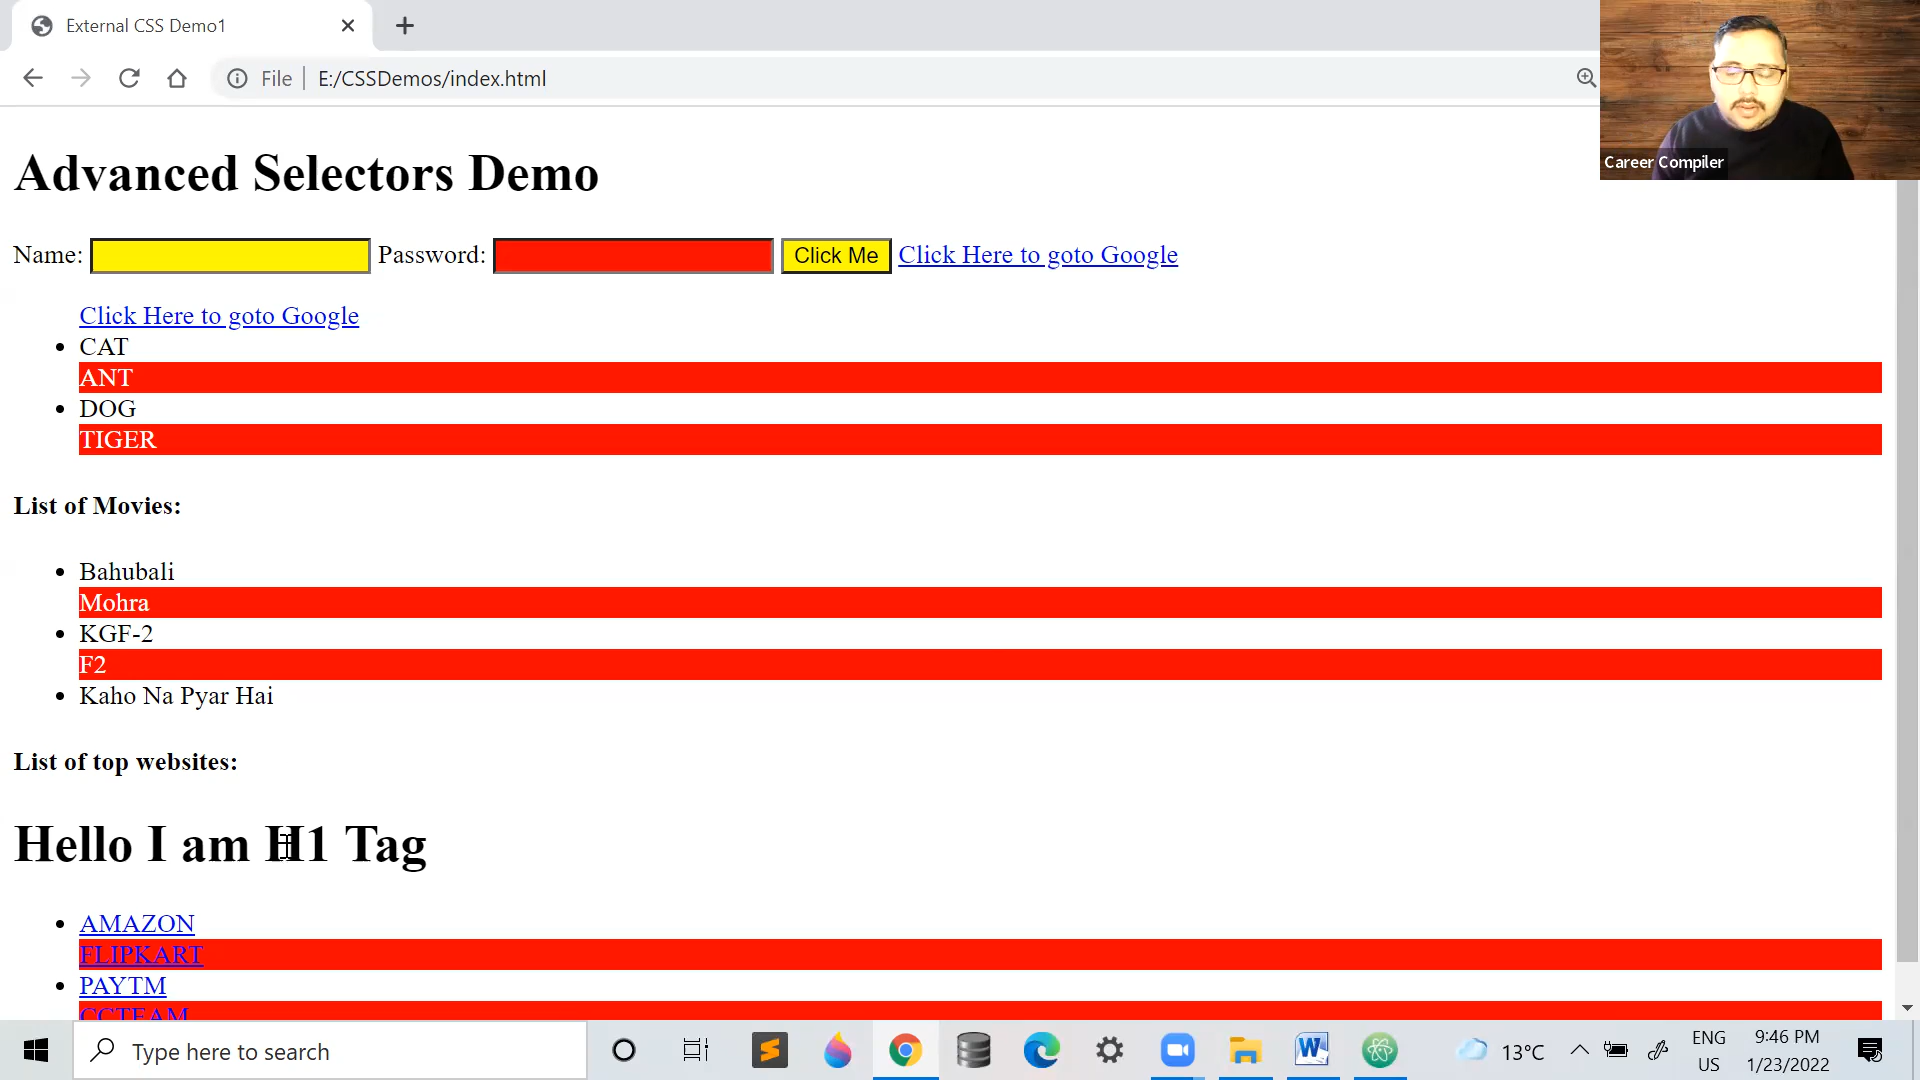 External CSS Demo1
File
E:/CSSDemos/index.html
Career Compiler
Advanced Selectors Demo
Name: Password: Click Me Click Here to goto Google
Click Here to goto Google
CAT
ANT
DOG
TIGER
List of Movies:
Bahubali
Mohra
KGF-2
F2
Kaho Na Pyar Hai
List of top websites:
Hello I am H1 Tag
AMAZON
FLIPKART
PAYTM
CCTEAM
Type here to search
13°C
ENG
US
9:46 PM
1/23/2022